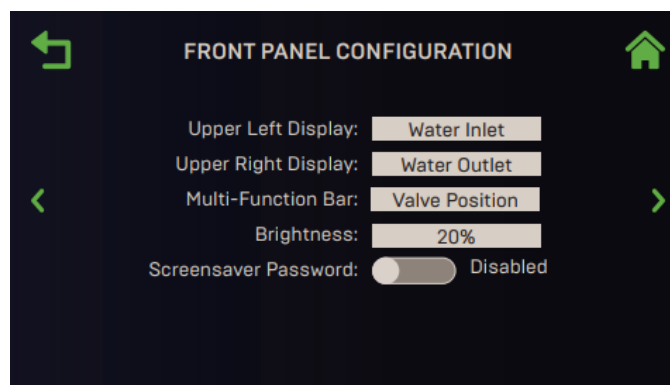 FRONT PANEL CONFIGURATION
Upper Left Display: Water Inlet
Upper Right Display: Water Outlet
Multi-Function Bar: Valve Position
Brightness: 20%
Screensaver Password: Disabled